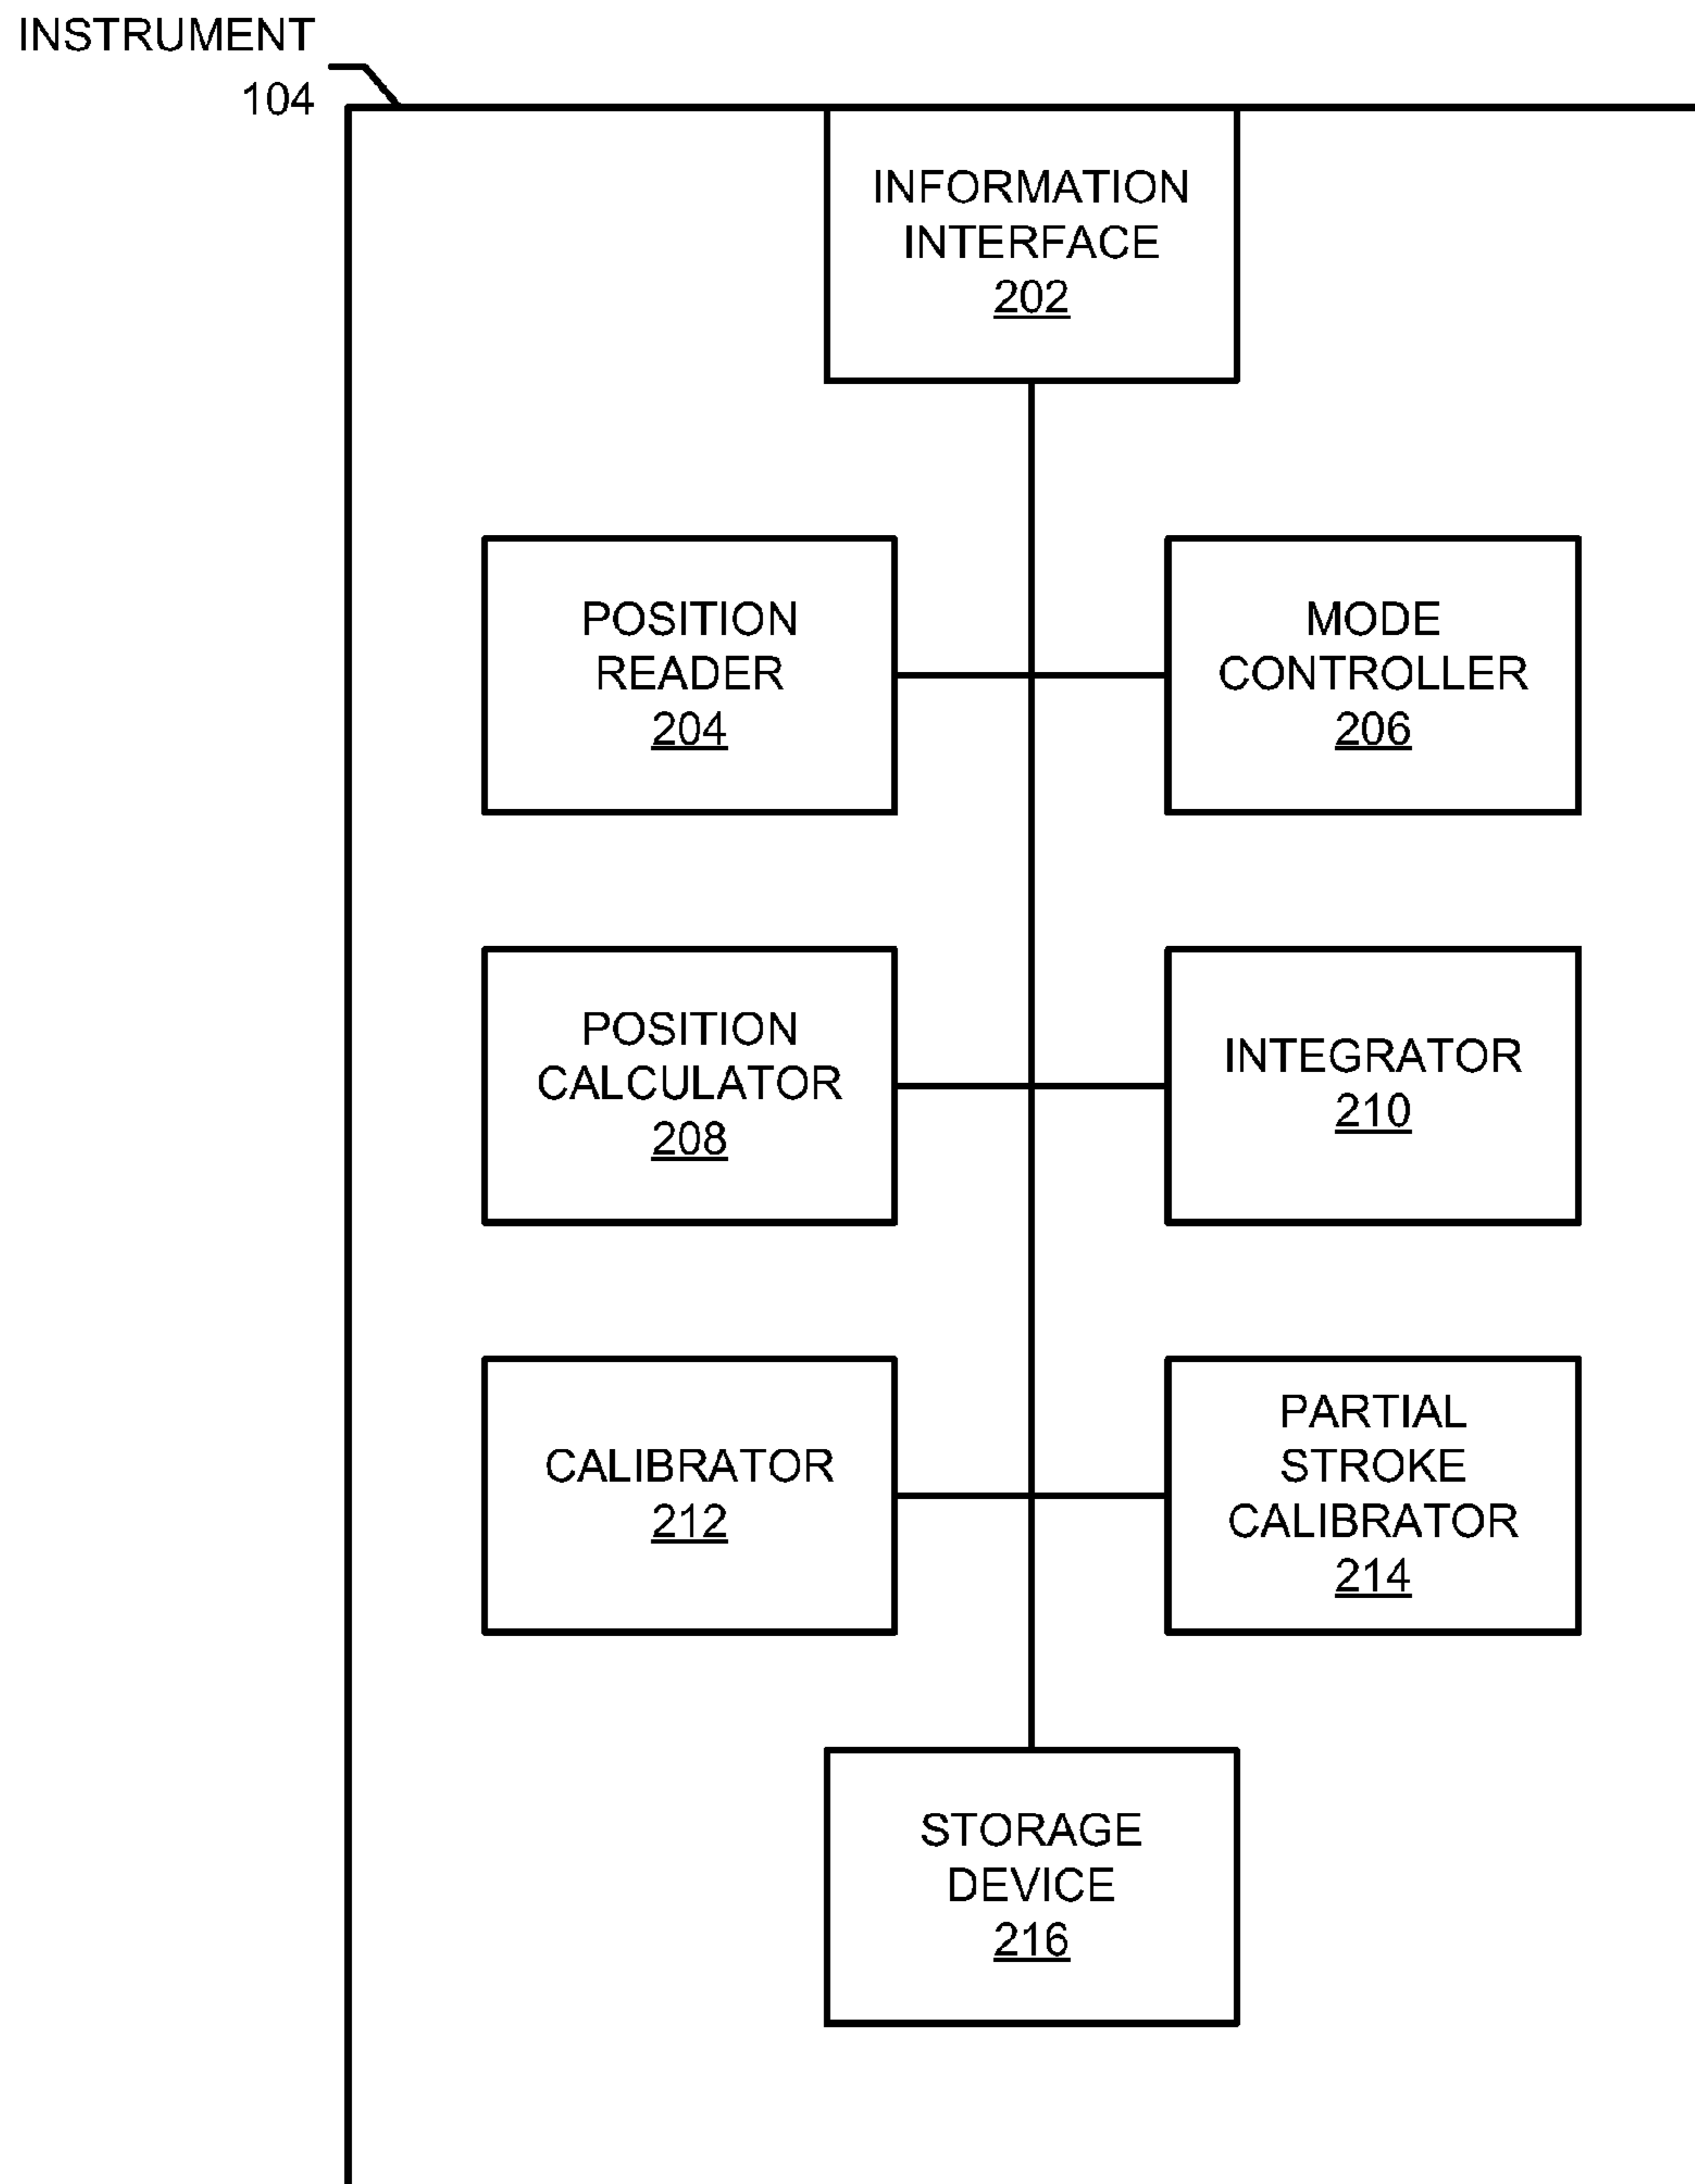 INSTRUMENT
104
INFORMATION
INTERFACE
202
POSITION
READER
204
MODE
CONTROLLER
206
POSITION
CALCULATOR
208
INTEGRATOR
210
CALIBRATOR
212
PARTIAL
STROKE
CALIBRATOR
214
STORAGE
DEVICE
216